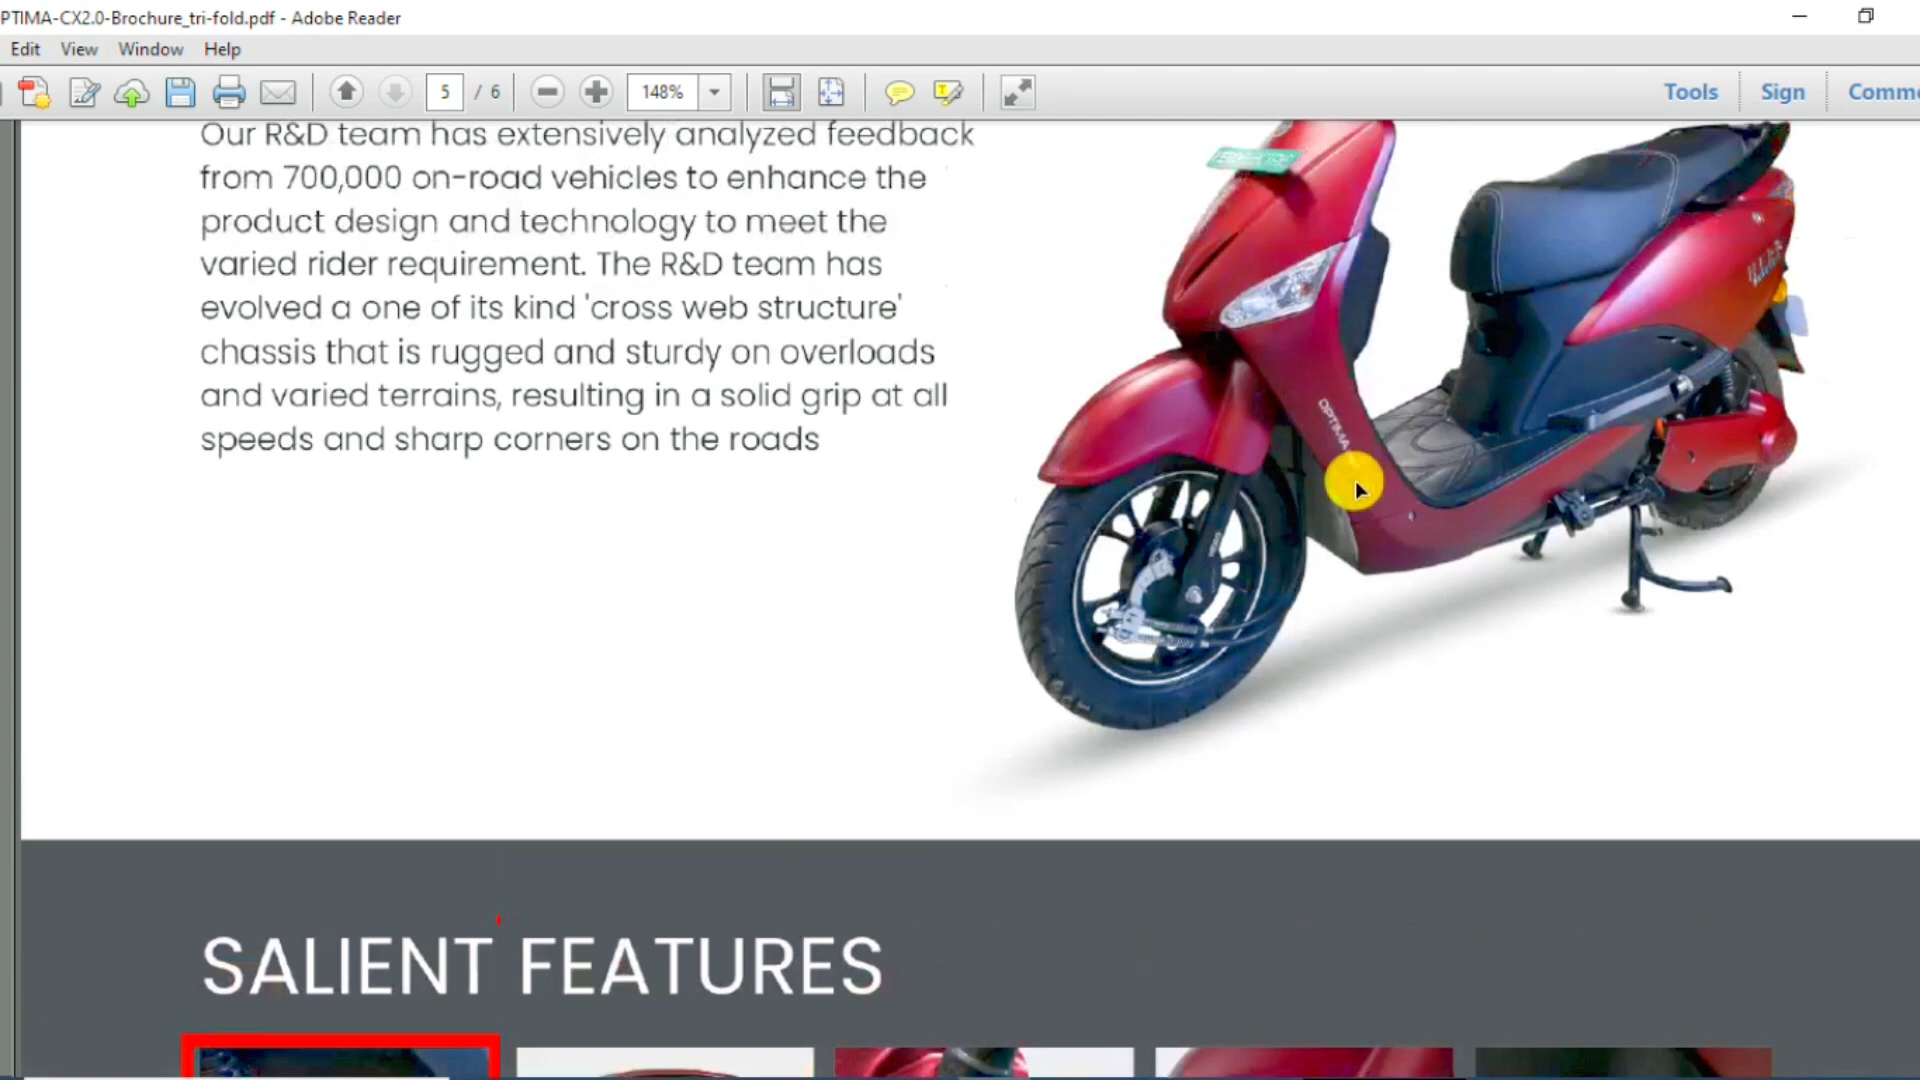 PTIMA-CX2.0-Brochure_tri-fold.pdf - Adobe Reader
Edit View Window Help
5 / 6 148% Tools Sign Comme
Our R&D team has extensively analyzed feedback
from 700,000 on-road vehicles to enhance the
product design and technology to meet the
varied rider requirement. The R&D team has
evolved a one of its kind 'cross web structure'
chassis that is rugged and sturdy on overloads
and varied terrains, resulting in a solid grip at all
speeds and sharp corners on the roads
OPTIMA
SALIENT FEATURES